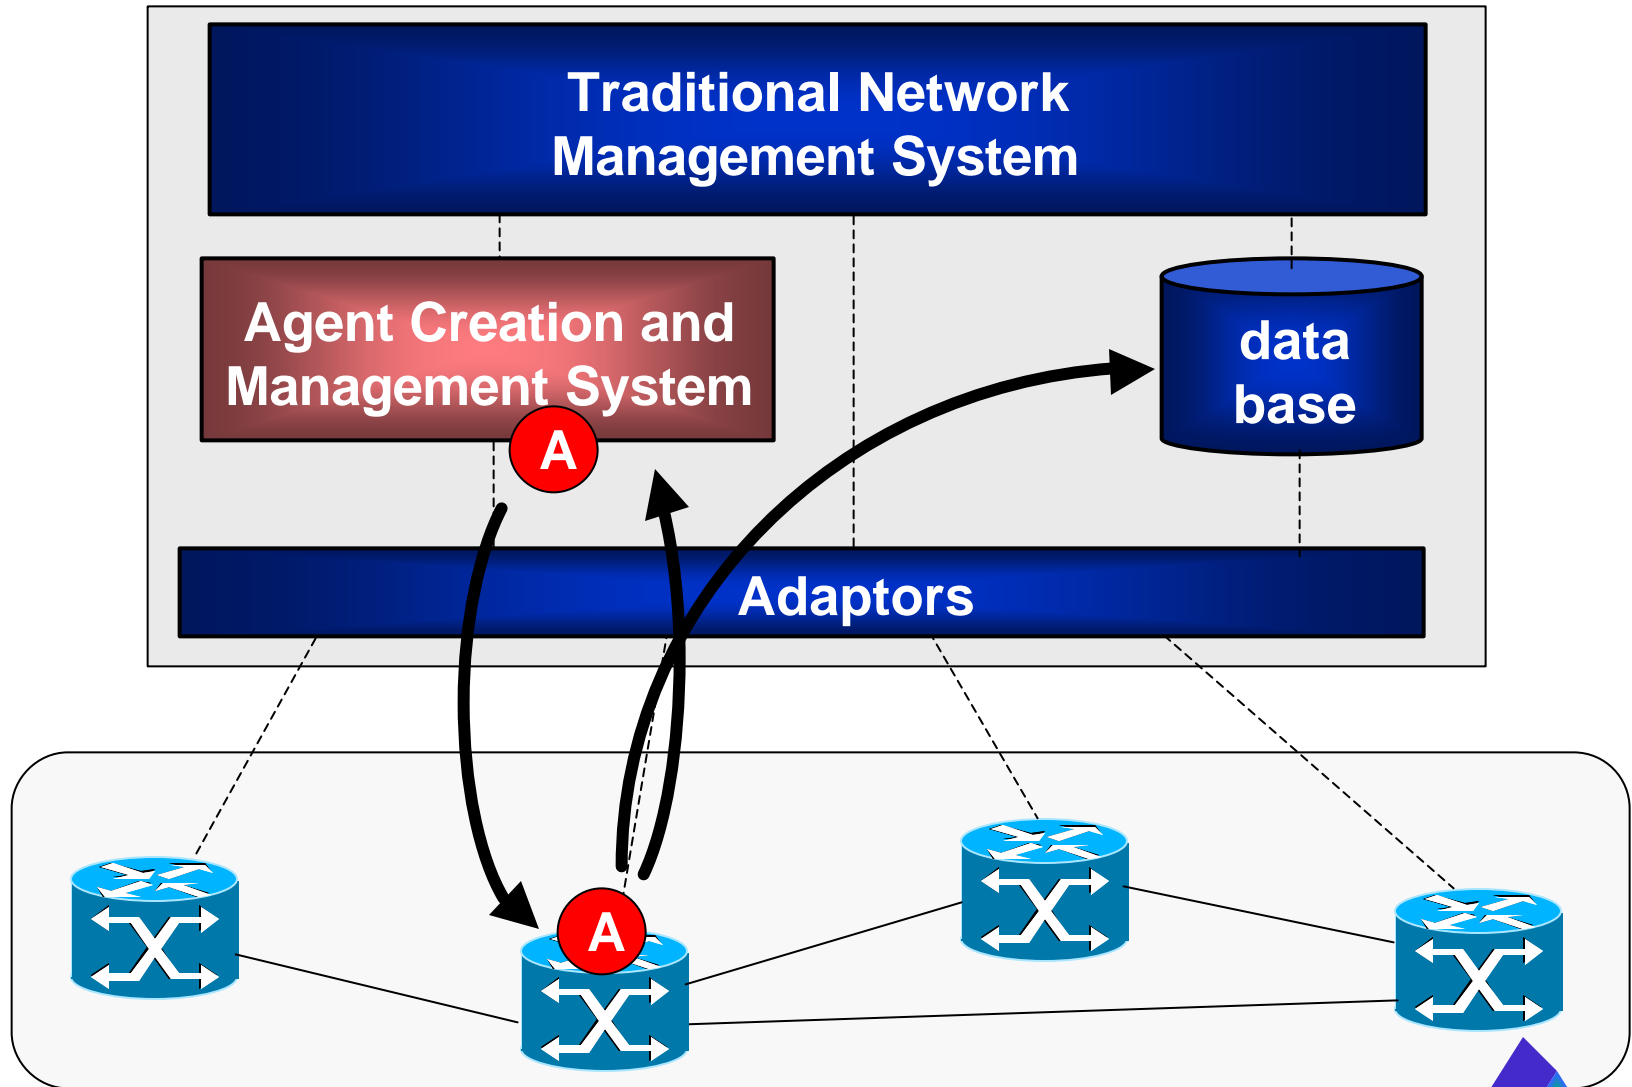 Traditional Network
Management System
Agent Creation and
Management System
A
data
base
Adaptors
A